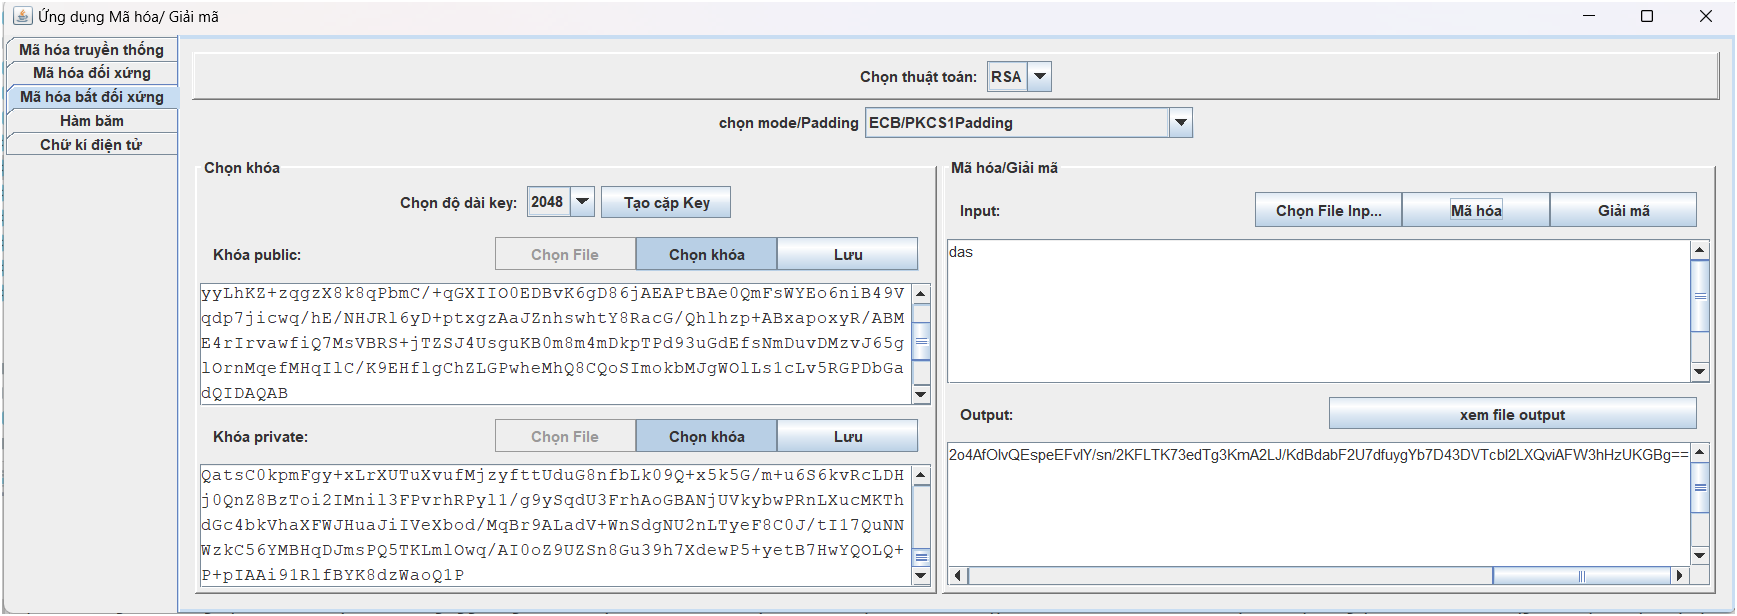 Ứng dụng Mã hóa/ Giải mã
Mã hóa truyền thống
Mã hóa đối xứng
Mã hóa bất đối xứng
Hàm băm
Chữ kí điện tử
Chọn thuật toán: RSA
chọn mode/Padding ECB/PKCS1Padding
Chọn khóa
Chọn độ dài key: 2048 Tạo cặp Key
Khóa public: Chọn File Chọn khóa Lưu
yyLhKZ+zqgzX8k8qPbmC/+qGXIIO0EDBvK6gD86jAEAPtBAe0QmFsWYEo6niB49V
qdp7jicwq/hE/NHJRl6yD+ptxgzAaJZnhswhtY8RacG/Qhlhzp+ABxapoxyR/ABM
E4rIrvawfiQ7MsVBRS+jTZSJ4UsguKB0m8m4mDkpTPd93uGdEfsNmDuvDMzvJ65g
lOrnMqefMHqIlC/K9EHflgChZLGPwheMhQ8CQoSImokbMJgWOlLs1cLv5RGPDbGa
dQIDAQAB
Khóa private: Chọn File Chọn khóa Lưu
QatsC0kpmFgy+xLrXUTuXvufMjzyfttUduG8nfbLk09Q+x5k5G/m+u6S6kvRcLDH
j0QnZ8BzToi2IMnil3FPvrhRPyl1/g9ySqdU3FrhAoGBANjUVkybwPRnLXucMKTh
dGc4bkVhaXFWJHuaJiIVeXbod/MqBr9ALadV+WnSdgNU2nLTyeF8C0J/tI17QuNN
WzkC56YMBHqDJmsPQ5TKLmlOwq/AI0oZ9UZSn8Gu39h7XdewP5+yetB7HwYQOLQ+
P+pIAAi91RlfBYK8dzWaoQ1P
Mã hóa/Giải mã
Input: Chọn File Inp... Mã hóa Giải mã
das
Output: xem file output
2o4AfOlvQEspeEFvlY/sn/2KFLTK73edTg3KmA2LJ/KdBdabF2U7dfuygYb7D43DVTcbl2LXQviAFW3hHzUKGBg==